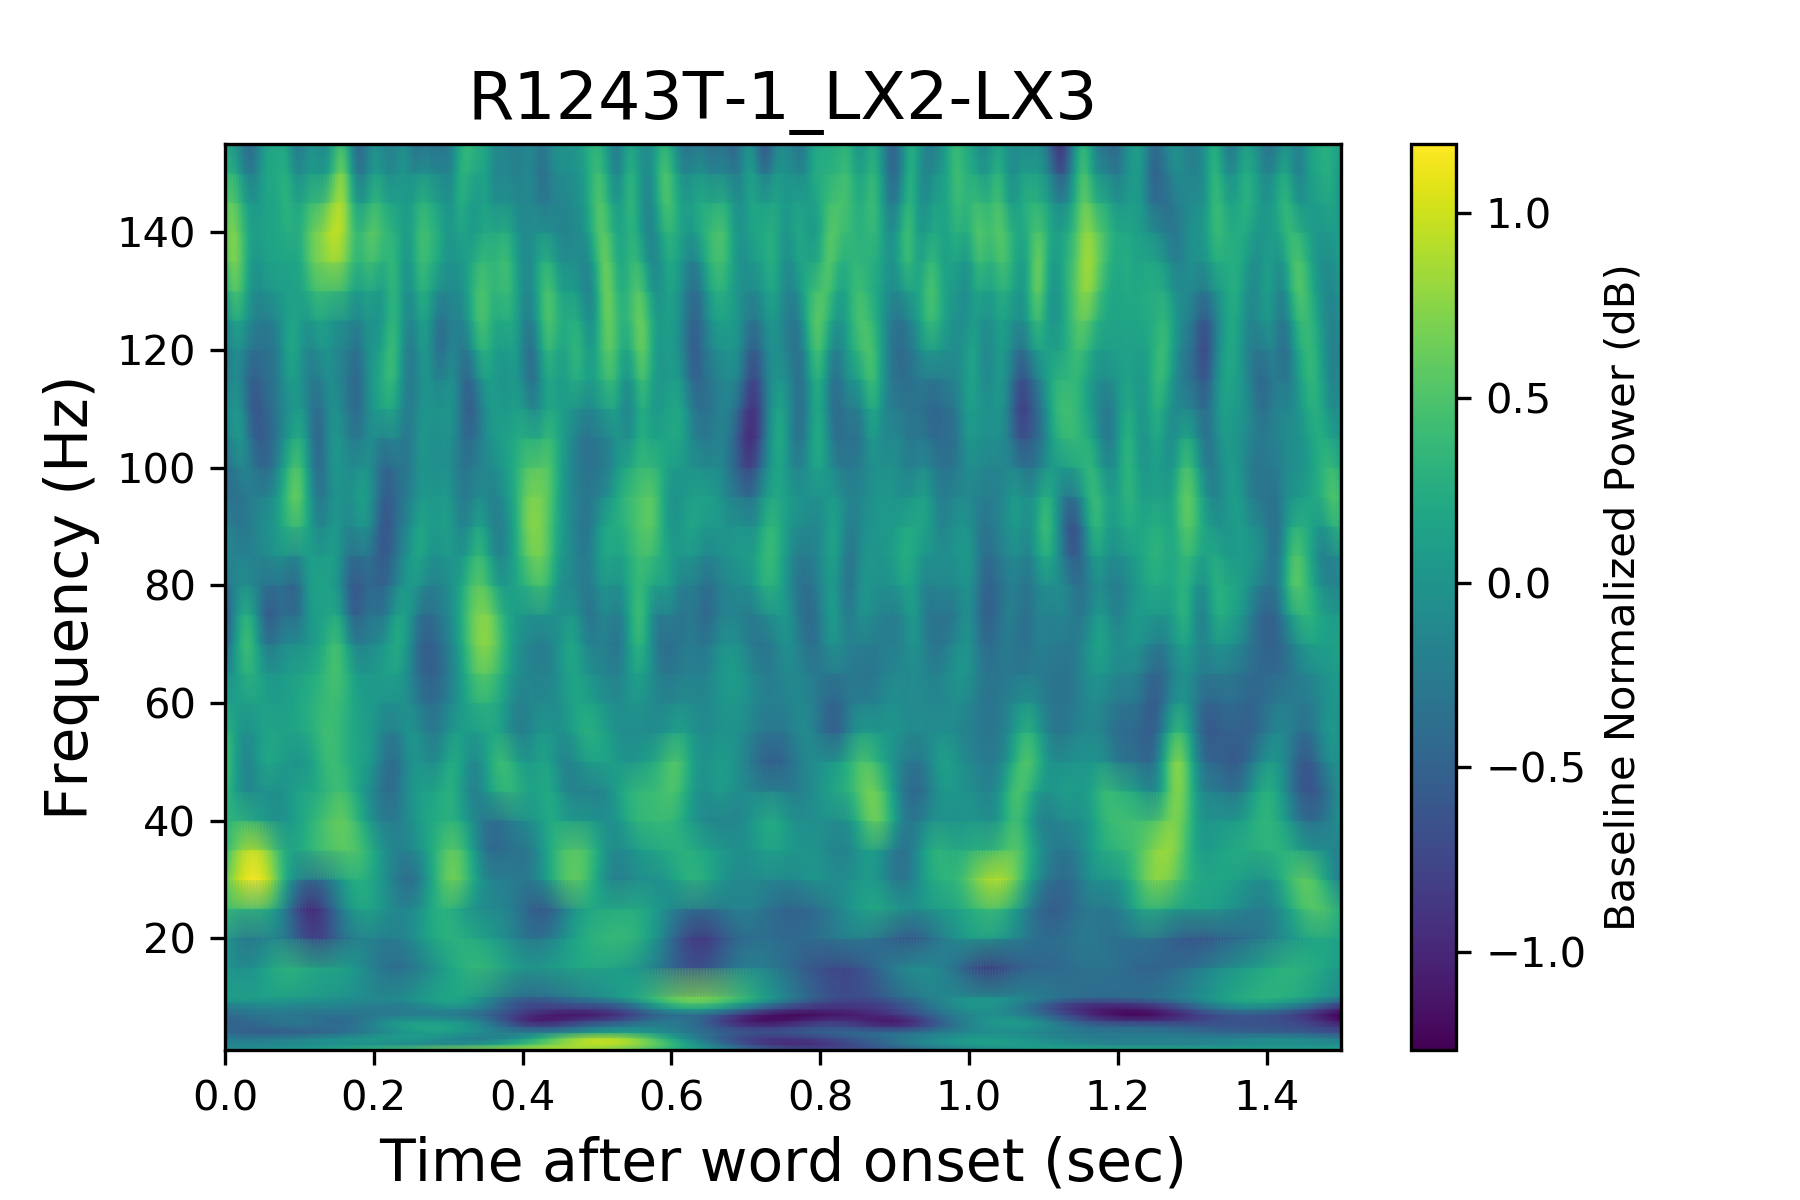 R1243T-1_LX2-LX3
Frequency (Hz)
140
120
100
80
60
40
20
0.0 0.2 0.4 0.6 0.8 1.0 1.2 1.4
Time after word onset (sec)
1.0
0.5
0.0
−0.5
−1.0
Baseline Normalized Power (dB)